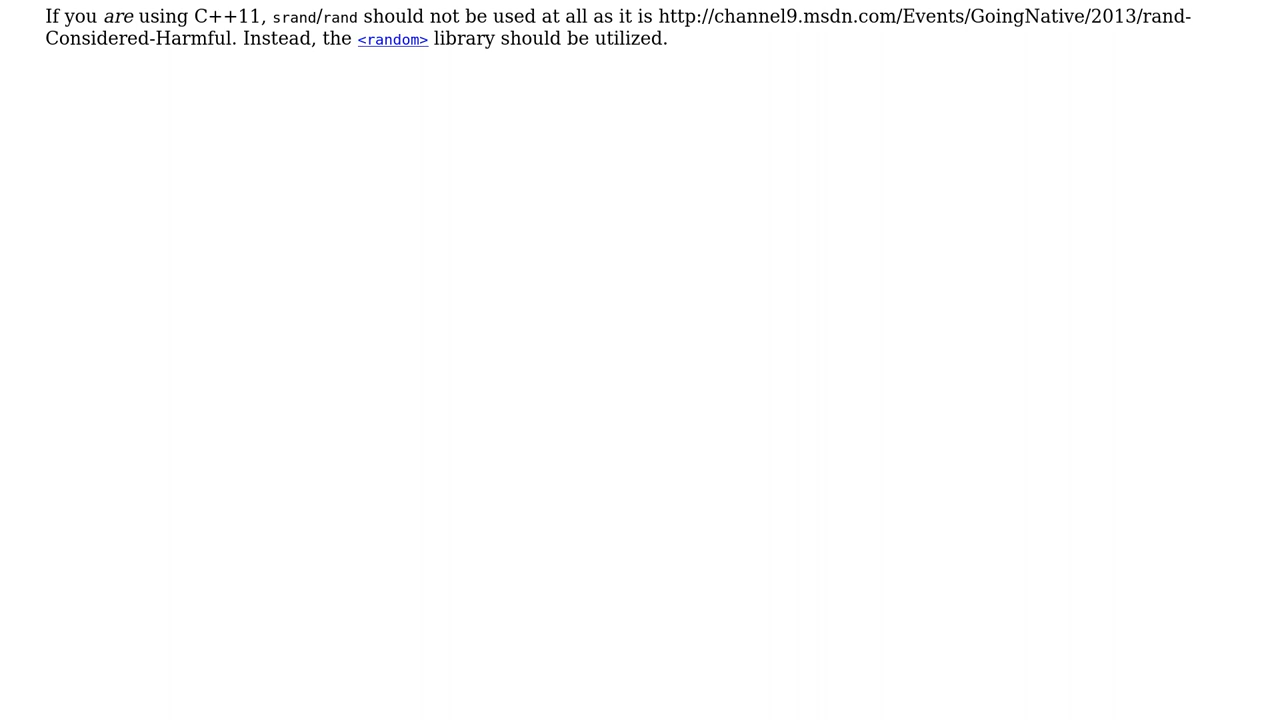 If you are using C++11, srand/rand should not be used at all as it is http://channel9.msdn.com/Events/GoingNative/2013/rand-
Considered-Harmful. Instead, the <random> library should be utilized.